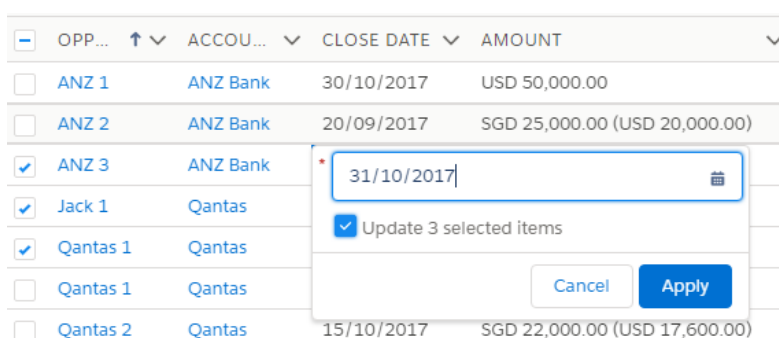 OPP... ACCOU... CLOSE DATE AMOUNT
ANZ 1 ANZ Bank 30/10/2017 USD 50,000.00
ANZ 2 ANZ Bank 20/09/2017 SGD 25,000.00 (USD 20,000.00)
ANZ 3 ANZ Bank * 31/10/2017
Jack 1 Qantas Update 3 selected items
Qantas 1 Qantas
Qantas 1 Qantas Cancel Apply
Qantas 2 Qantas 15/10/2017 SGD 22,000.00 (USD 17,600.00)